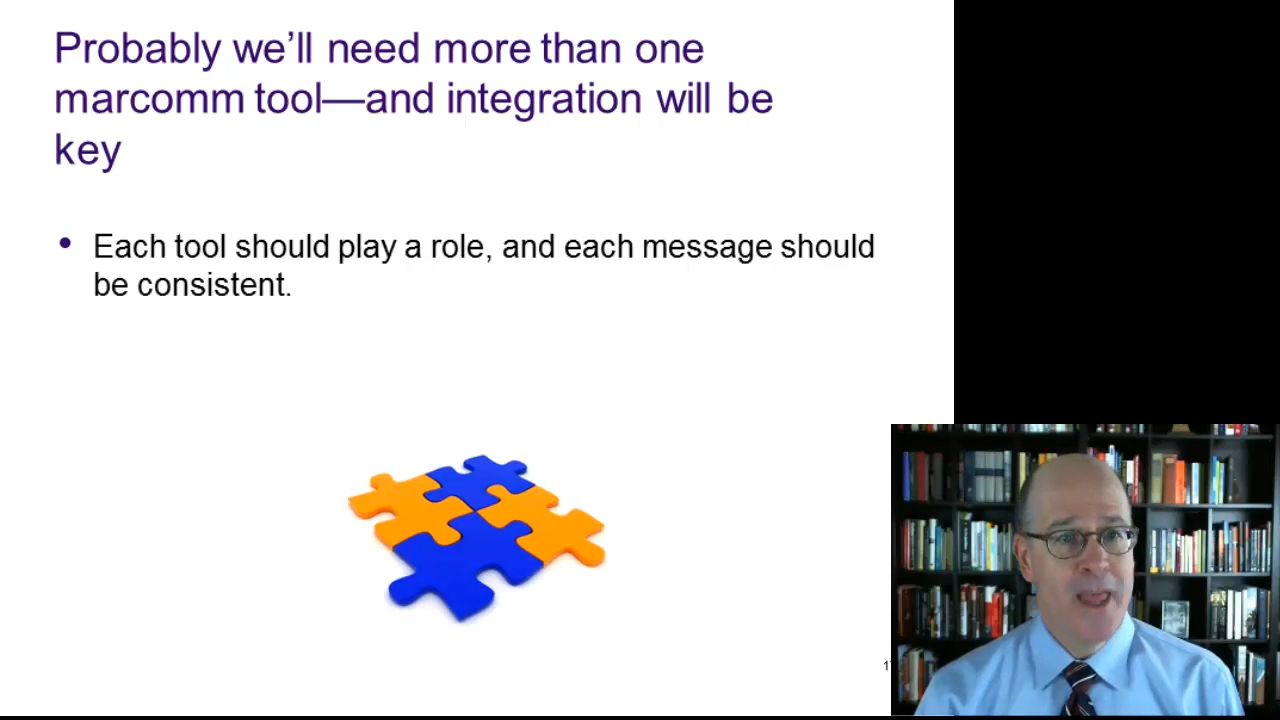 Probably we’ll need more than one
marcomm tool—and integration will be
key
• Each tool should play a role, and each message should
be consistent.